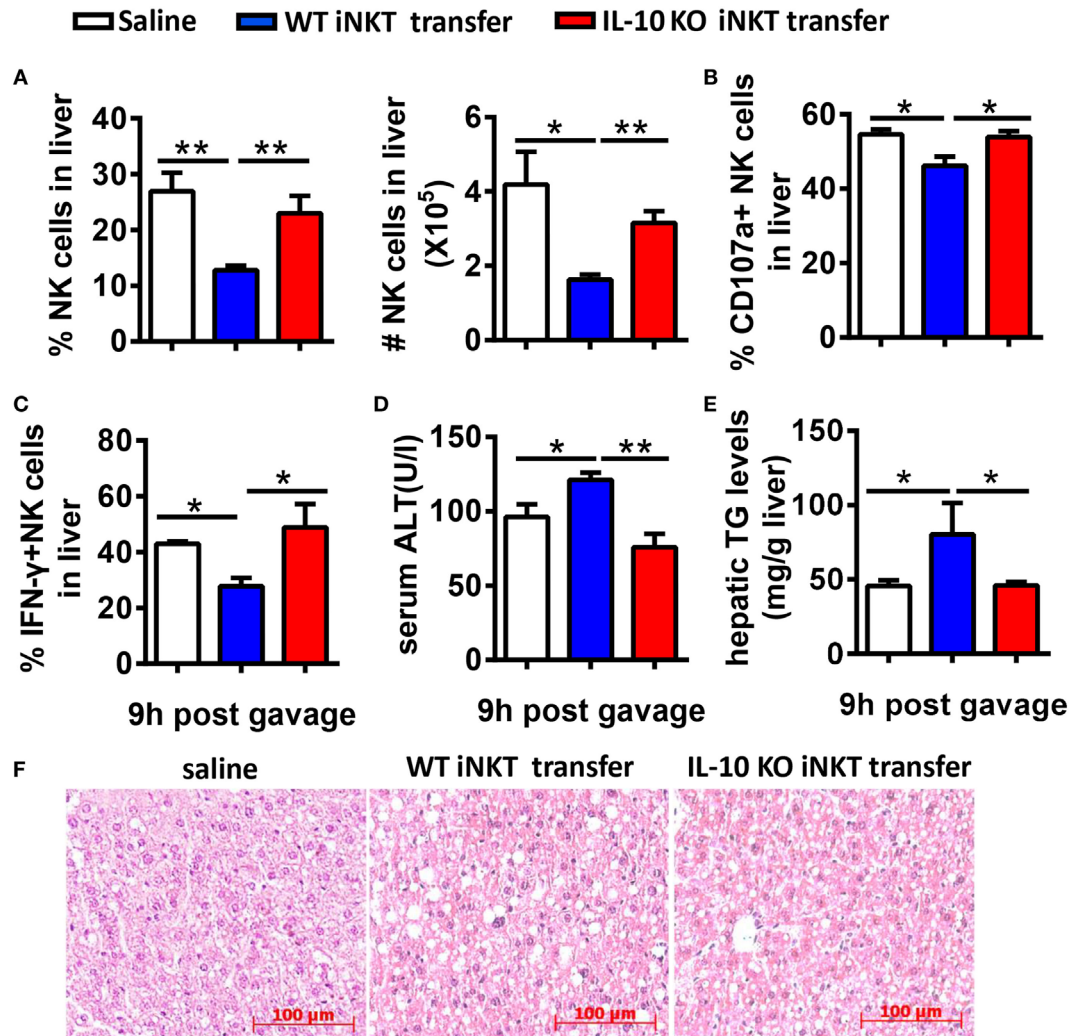 Saline WT iNKT transfer IL-10 KO iNKT transfer
A
% NK cells in liver
40
30
20
10
0
** **
# NK cells in liver
(X10⁵)
6
4
2
0
* **
B
% CD107a+ NK cells
in liver
60
40
20
0
* *
C
% IFN-γ+NK cells
in liver
80
60
40
20
0
* *
9h post gavage
D
serum ALT(U/l)
150
100
50
0
* **
E
hepatic TG levels
(mg/g liver)
150
100
50
0
* *
9h post gavage
F
saline WT iNKT transfer IL-10 KO iNKT transfer
100 µm 100 µm 100 µm